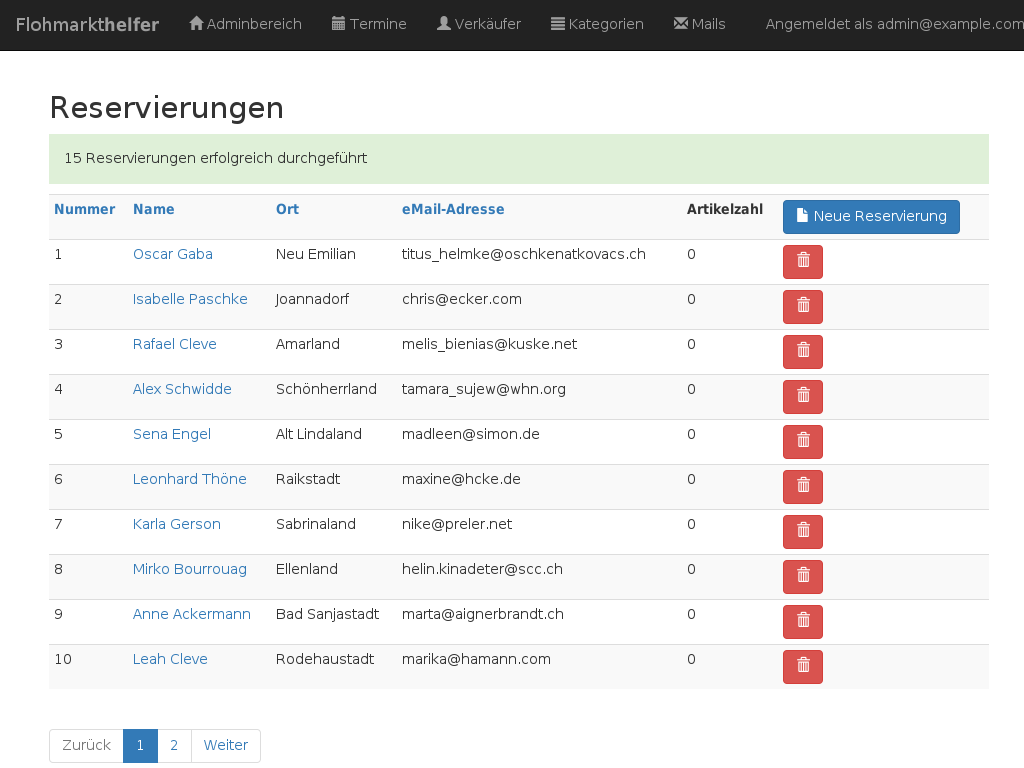 Flohmarkthelfer Adminbereich Termine Verkäufer Kategorien Mails Angemeldet als admin@example.com
Reservierungen
15 Reservierungen erfolgreich durchgeführt
Nummer Name Ort eMail-Adresse Artikelzahl Neue Reservierung
1 Oscar Gaba Neu Emilian titus_helmke@oschkenatkovacs.ch 0
2 Isabelle Paschke Joannadorf chris@ecker.com 0
3 Rafael Cleve Amarland melis_bienias@kuske.net 0
4 Alex Schwidde Schönherrland tamara_sujew@whn.org 0
5 Sena Engel Alt Lindaland madleen@simon.de 0
6 Leonhard Thöne Raikstadt maxine@hcke.de 0
7 Karla Gerson Sabrinaland nike@preler.net 0
8 Mirko Bourrouag Ellenland helin.kinadeter@scc.ch 0
9 Anne Ackermann Bad Sanjastadt marta@aignerbrandt.ch 0
10 Leah Cleve Rodehaustadt marika@hamann.com 0
Zurück 1 2 Weiter